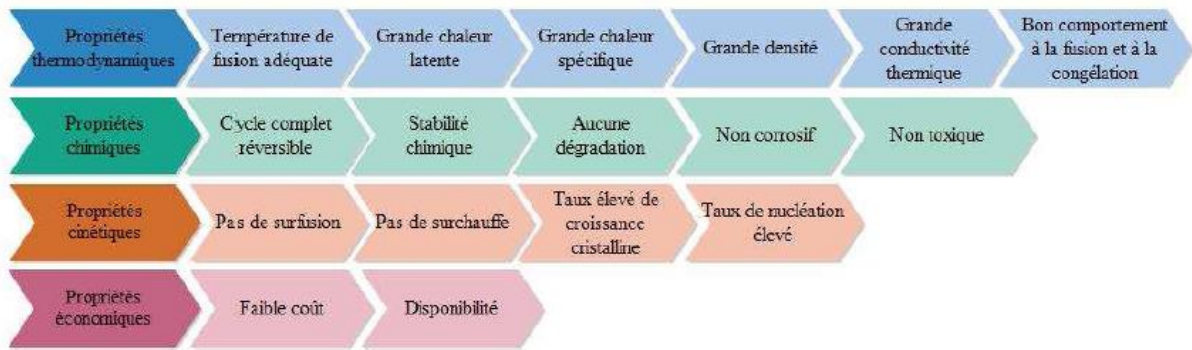 Propriétés
thermodynamiques
Température de
fusion adéquate
Grande chaleur
latente
Grande chaleur
spécifique
Grande densité
Grande
conductivité
thermique
Bon comportement
à la fusion et à la
congélation
Propriétés
chimiques
Cycle complet
réversible
Stabilité
chimique
Aucune
dégradation
Non corrosif
Non toxique
Propriétés
cinétiques
Pas de surfusion
Pas de surchauffe
Taux élevé de
croissance
cristalline
Taux de nucléation
élevé
Propriétés
économiques
Faible coût
Disponibilité